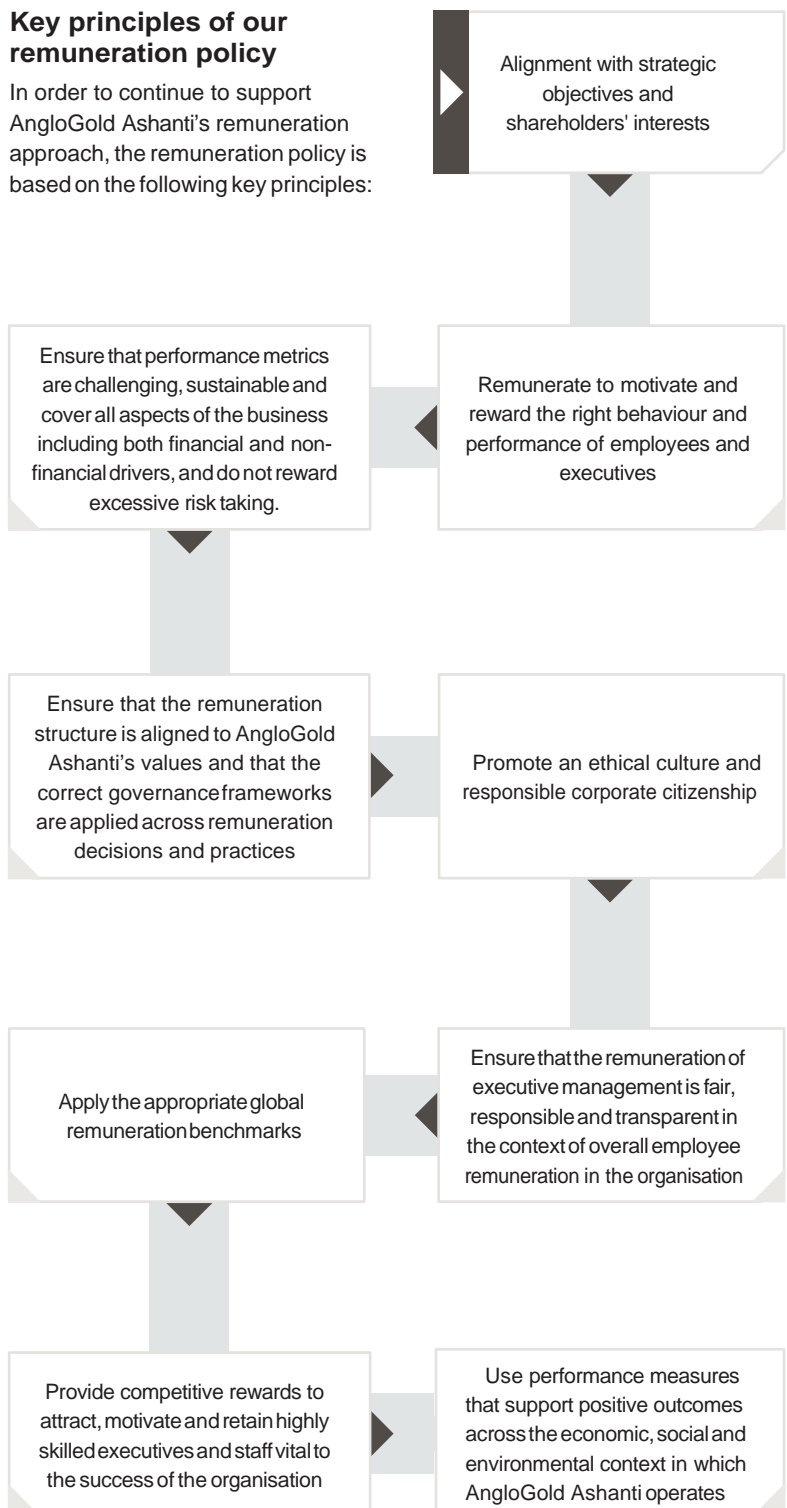 Key principles of our
remuneration policy
In order to continue to support
AngloGold Ashanti’s remuneration
approach, the remuneration policy is
based on the following key principles:
Alignment with strategic
objectives and
shareholders' interests
Remunerate to motivate and
reward the right behaviour and
performance of employees and
executives
Ensure that performance metrics
are challenging, sustainable and
cover all aspects of the business
including both financial and non-
financial drivers, and do not reward
excessive risk taking.
Ensure that the remuneration
structure is aligned to AngloGold
Ashanti’s values and that the
correct governance frameworks
are applied across remuneration
decisions and practices
Promote an ethical culture and
responsible corporate citizenship
Ensure that the remuneration of
executive management is fair,
responsible and transparent in
the context of overall employee
remuneration in the organisation
Apply the appropriate global
remuneration benchmarks
Provide competitive rewards to
attract, motivate and retain highly
skilled executives and staff vital to
the success of the organisation
Use performance measures
that support positive outcomes
across the economic, social and
environmental context in which
AngloGold Ashanti operates